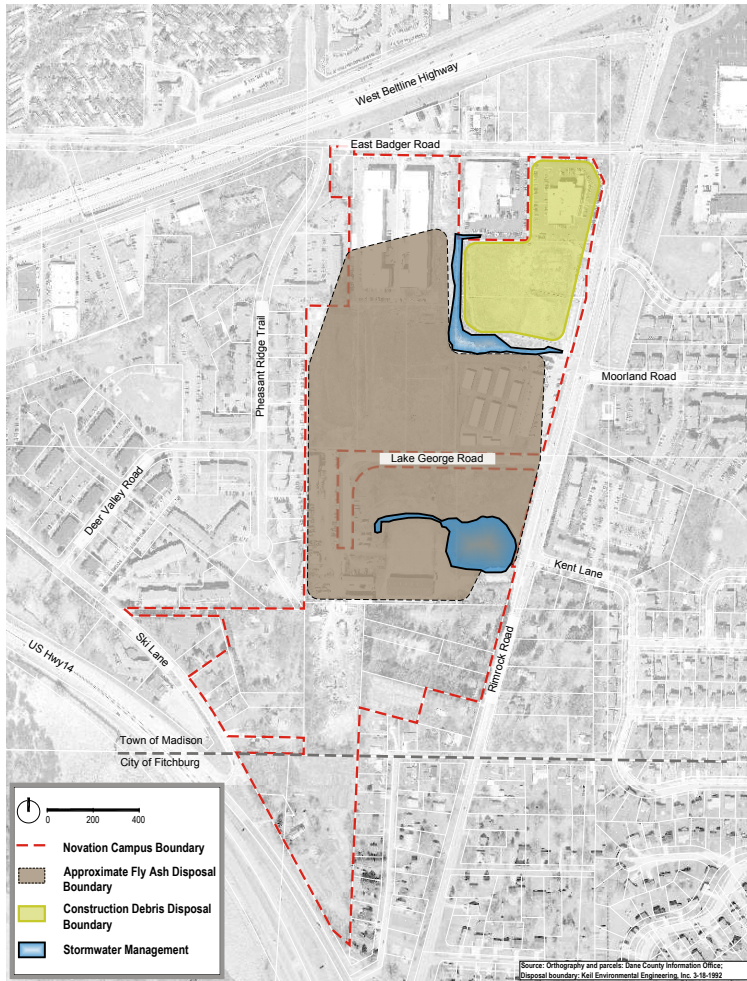 West Beltline Highway
East Badger Road
Moorland Road
Pheasant Ridge Trail
Lake George Road
Deer Valley Road
Kent Lane
Ski Lane
US Hwy14
Rimrock Road
Town of Madison
City of Fitchburg
0 200 400
Novation Campus Boundary
Approximate Fly Ash Disposal
Boundary
Construction Debris Disposal
Boundary
Stormwater Management
Source: Orthography and parcels: Dane County Information Office;
Disposal boundary: Keil Environmental Engineering, Inc. 3-18-1992